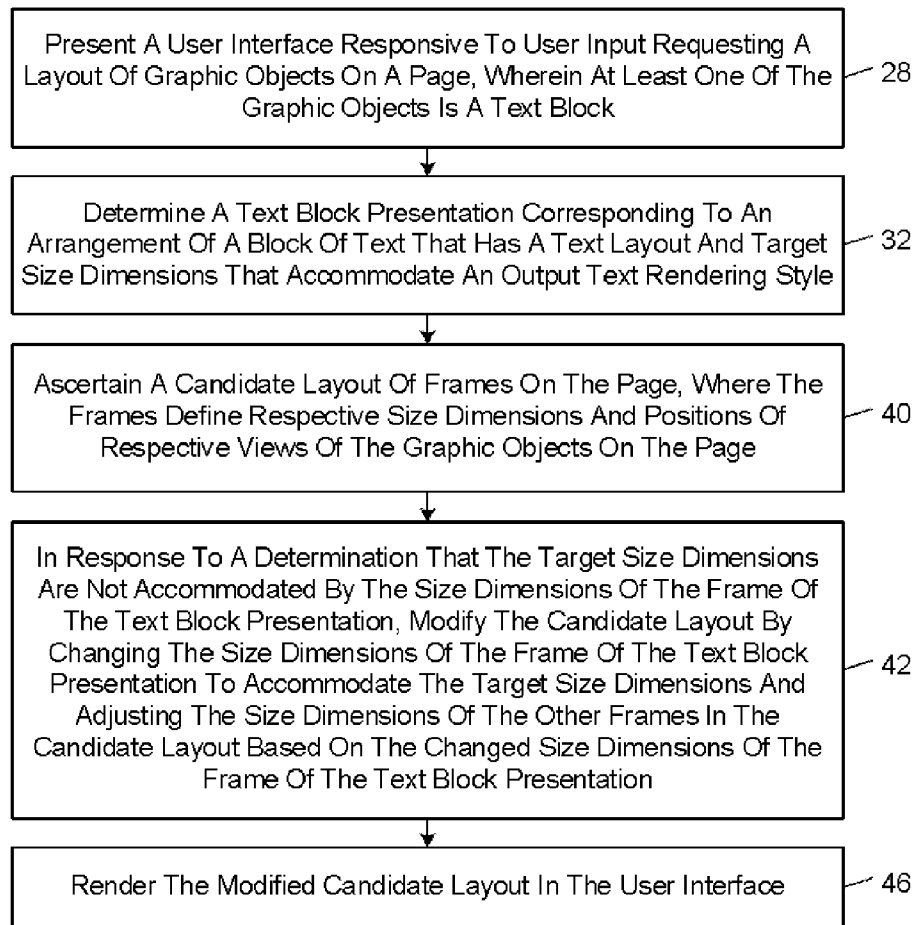 Present A User Interface Responsive To User Input Requesting A
Layout Of Graphic Objects On A Page, Wherein At Least One Of The
Graphic Objects Is A Text Block
28
Determine A Text Block Presentation Corresponding To An
Arrangement Of A Block Of Text That Has A Text Layout And Target
Size Dimensions That Accommodate An Output Text Rendering Style
32
Ascertain A Candidate Layout Of Frames On The Page, Where The
Frames Define Respective Size Dimensions And Positions Of
Respective Views Of The Graphic Objects On The Page
40
In Response To A Determination That The Target Size Dimensions
Are Not Accommodated By The Size Dimensions Of The Frame Of
The Text Block Presentation, Modify The Candidate Layout By
Changing The Size Dimensions Of The Frame Of The Text Block
Presentation To Accommodate The Target Size Dimensions And
Adjusting The Size Dimensions Of The Other Frames In The
Candidate Layout Based On The Changed Size Dimensions Of The
Frame Of The Text Block Presentation
42
Render The Modified Candidate Layout In The User Interface
46